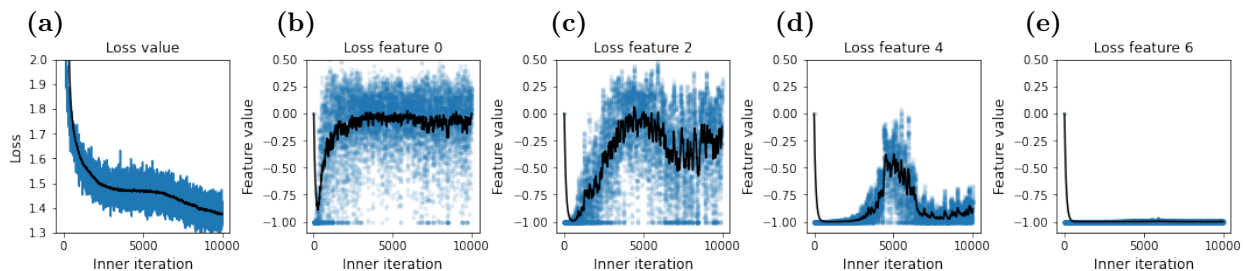 (a) (b) (c) (d) (e)
Loss value Loss feature 0 Loss feature 2 Loss feature 4 Loss feature 6
Loss
2.0
1.9
1.8
1.7
1.6
1.5
1.4
1.3
0 5000 10000
Inner iteration
Feature value
0.50
0.25
0.00
−0.25
−0.50
−0.75
−1.00
0 5000 10000
Inner iteration
Feature value
0.50
0.25
0.00
−0.25
−0.50
−0.75
−1.00
0 5000 10000
Inner iteration
Feature value
0.50
0.25
0.00
−0.25
−0.50
−0.75
−1.00
0 5000 10000
Inner iteration
Feature value
0.50
0.25
0.00
−0.25
−0.50
−0.75
−1.00
0 5000 10000
Inner iteration